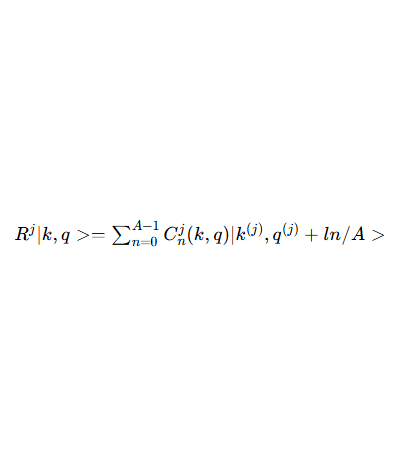 $R^j|k, q >= \sum_{n=0}^{A-1} C_n^j(k, q)|k^{(j)}, q^{(j)} + ln/A >$